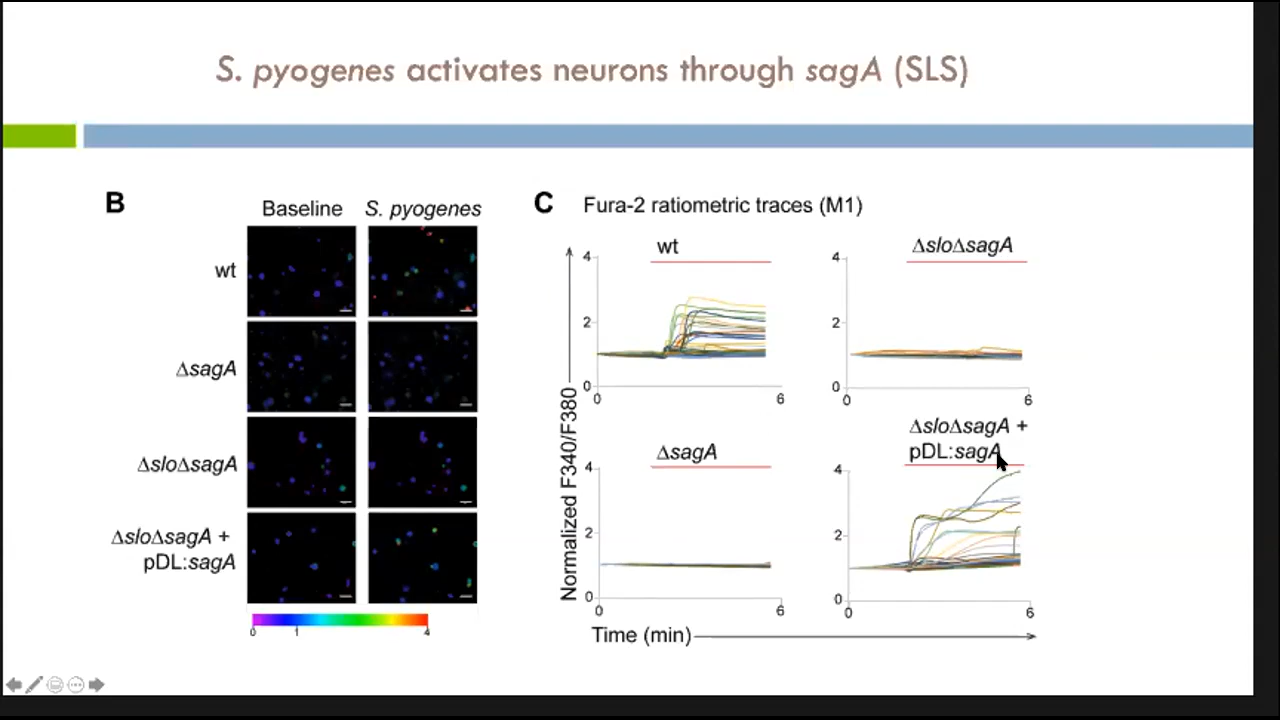 S. pyogenes activates neurons through sagA (SLS)
B
Baseline S. pyogenes
wt
ΔsagA
ΔsloΔsagA
ΔsloΔsagA +
pDL:sagA
0 1 4
C Fura-2 ratiometric traces (M1)
Normalized F340/F380
wt
4
2
0
0 6
ΔsloΔsagA
4
2
0
0 6
ΔsagA
4
2
0
0 6
ΔsloΔsagA +
pDL:sagA
4
2
0
0 6
Time (min)